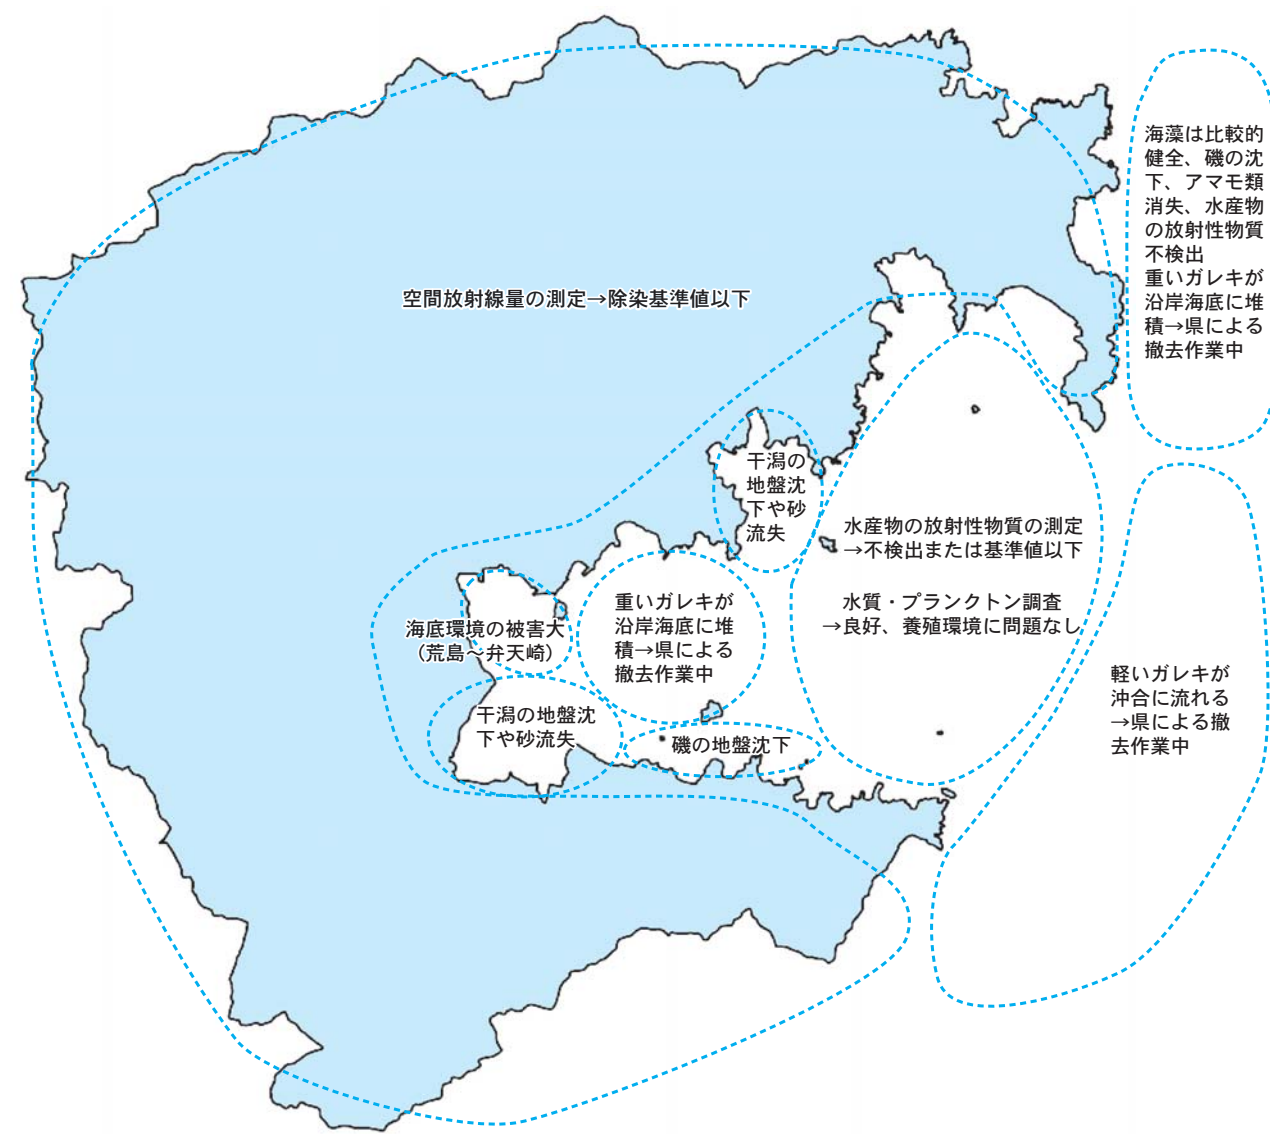 海藻は比較的
健全、磯の沈
下、アマモ類
消失、水産物
の放射性物質
不検出
重いガレキが
沿岸海底に堆
積→県による
撤去作業中
空間放射線量の測定→除染基準値以下
干潟の
地盤沈
下や砂
流失
水産物の放射性物質の測定
→不検出または基準値以下
水質・プランクトン調査
→良好、養殖環境に問題なし
重いガレキが
沿岸海底に堆
積→県による
撤去作業中
海底環境の被害大
（荒島～弁天崎）
軽いガレキが
沖合に流れる
→県による撤
去作業中
干潟の地盤沈
下や砂流失
磯の地盤沈下